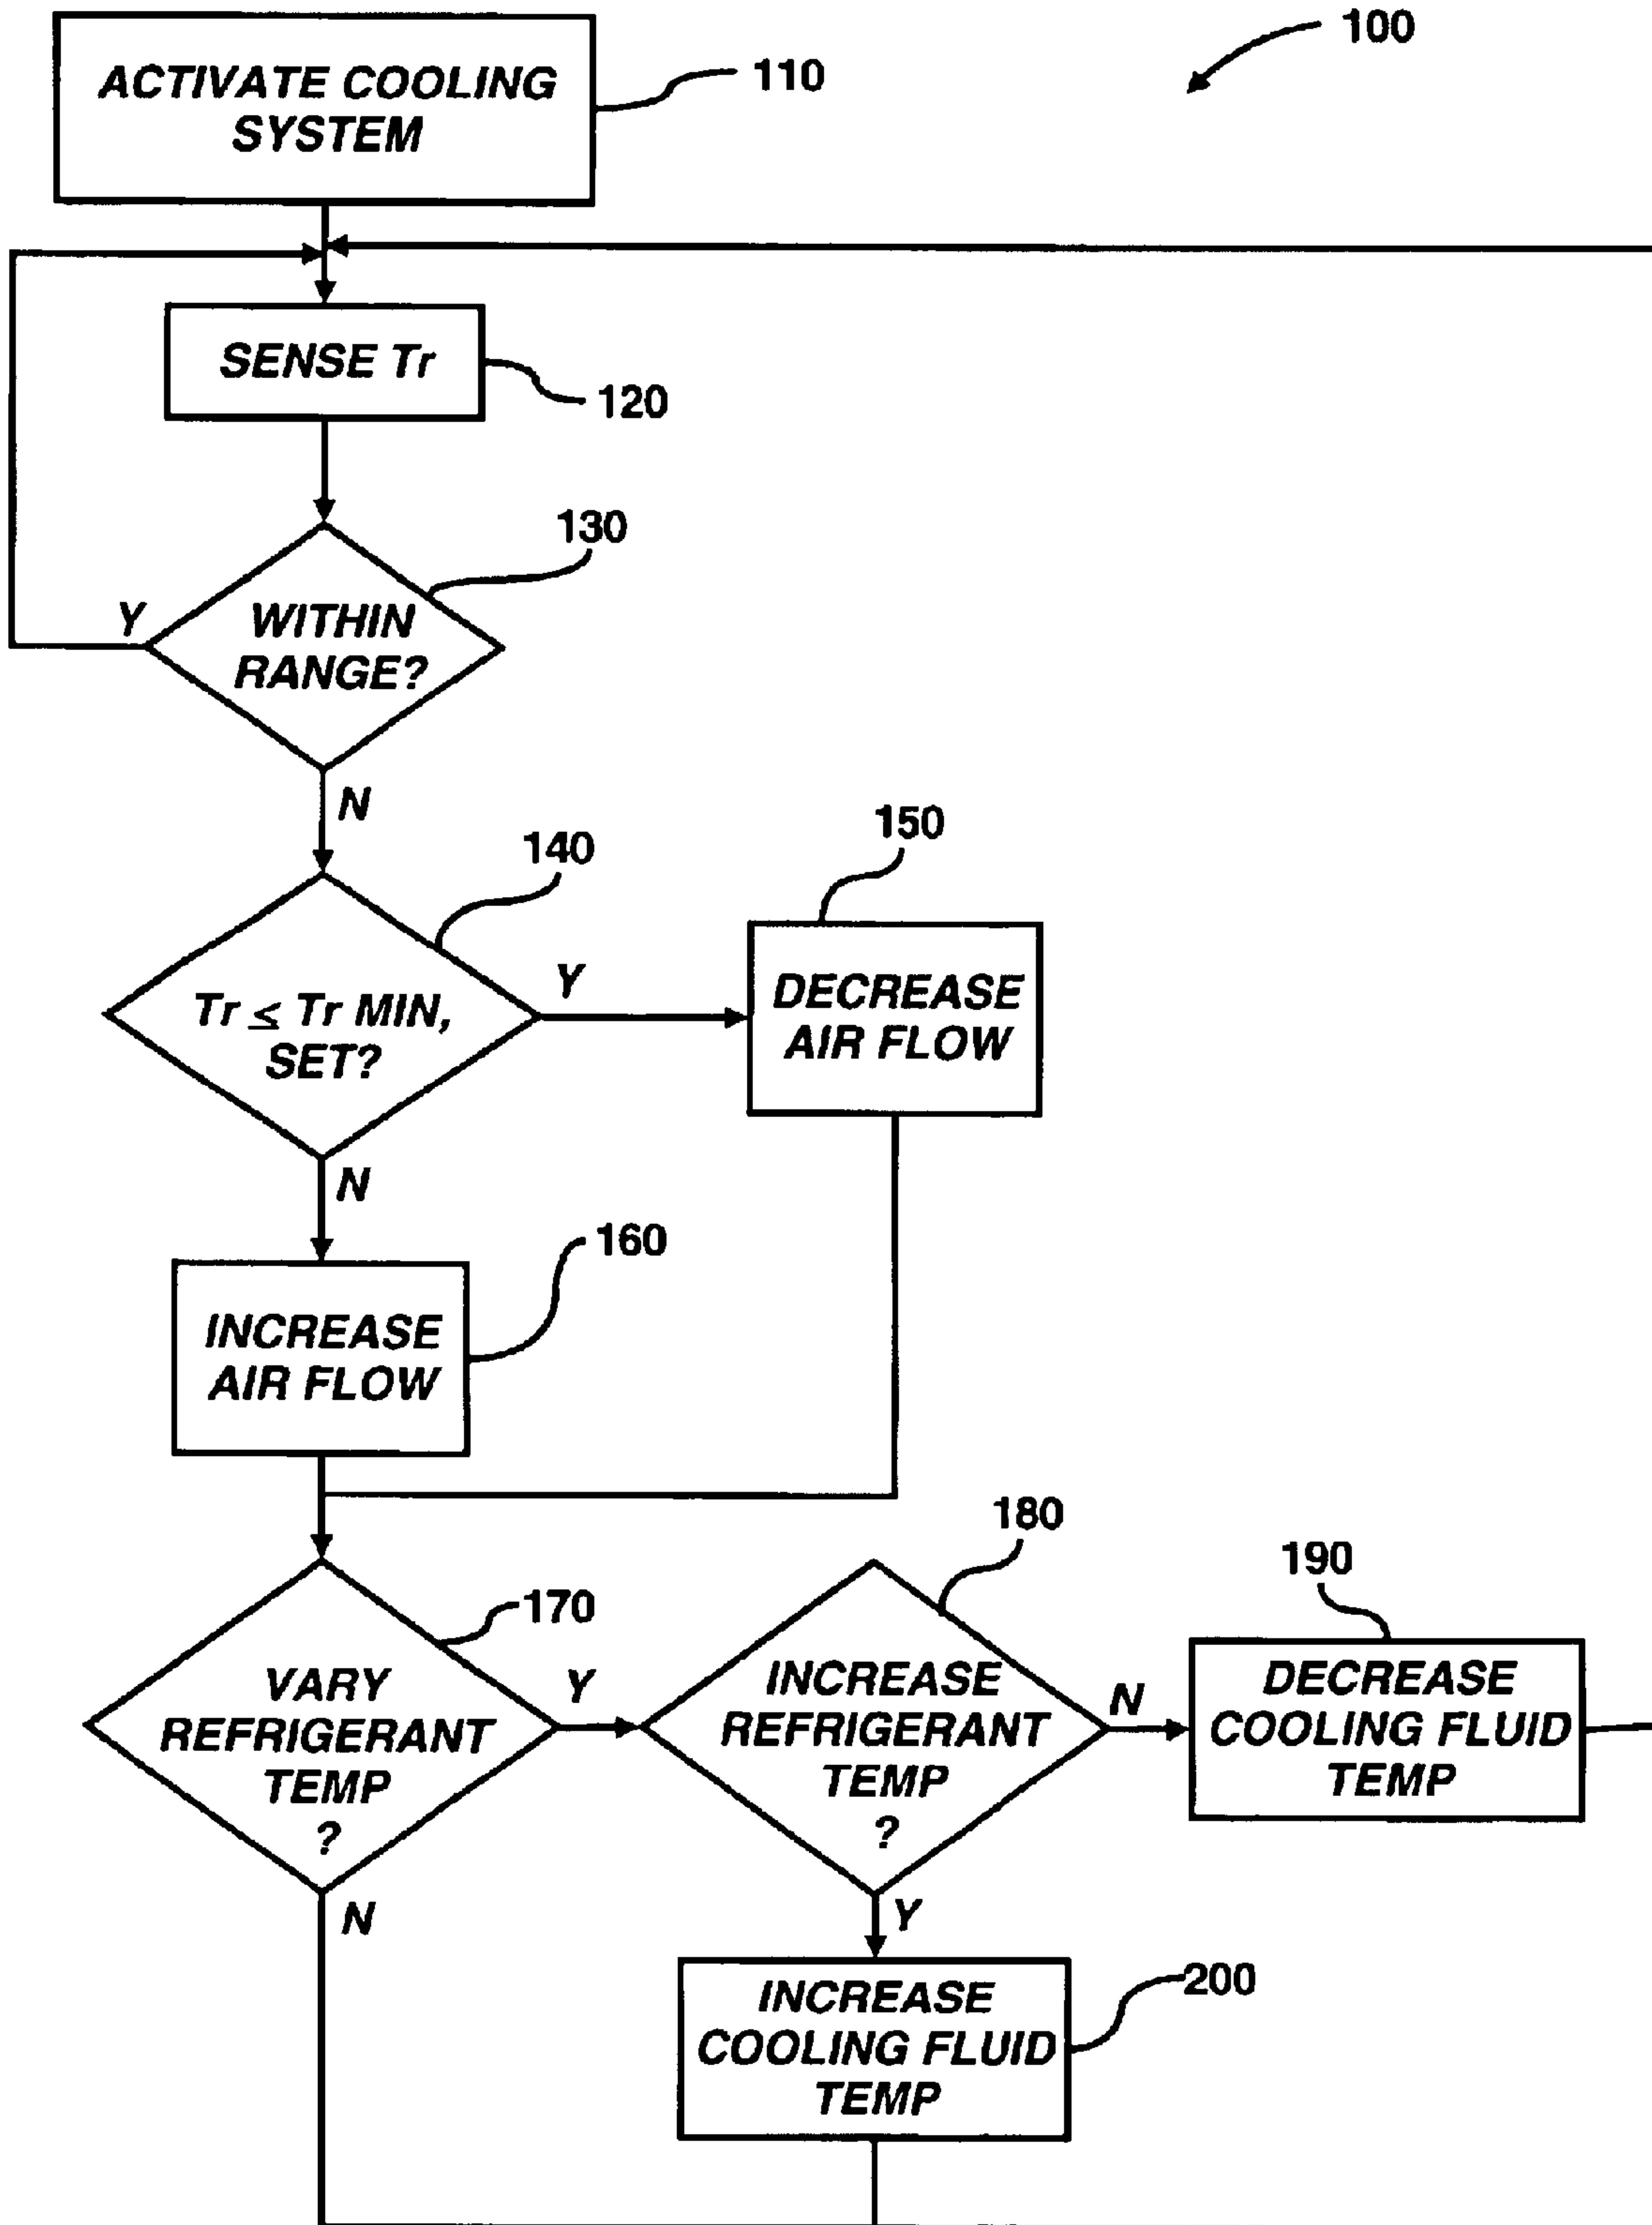 100
ACTIVATE COOLING
SYSTEM
110
SENSE Tr
120
130
WITHIN
RANGE?
Y
N
140
150
Tr ≤ Tr MIN,
SET?
Y
DECREASE
AIR FLOW
N
160
INCREASE
AIR FLOW
170
180
190
VARY
REFRIGERANT
TEMP
?
Y
INCREASE
REFRIGERANT
TEMP
?
N
DECREASE
COOLING FLUID
TEMP
N
Y
200
INCREASE
COOLING FLUID
TEMP